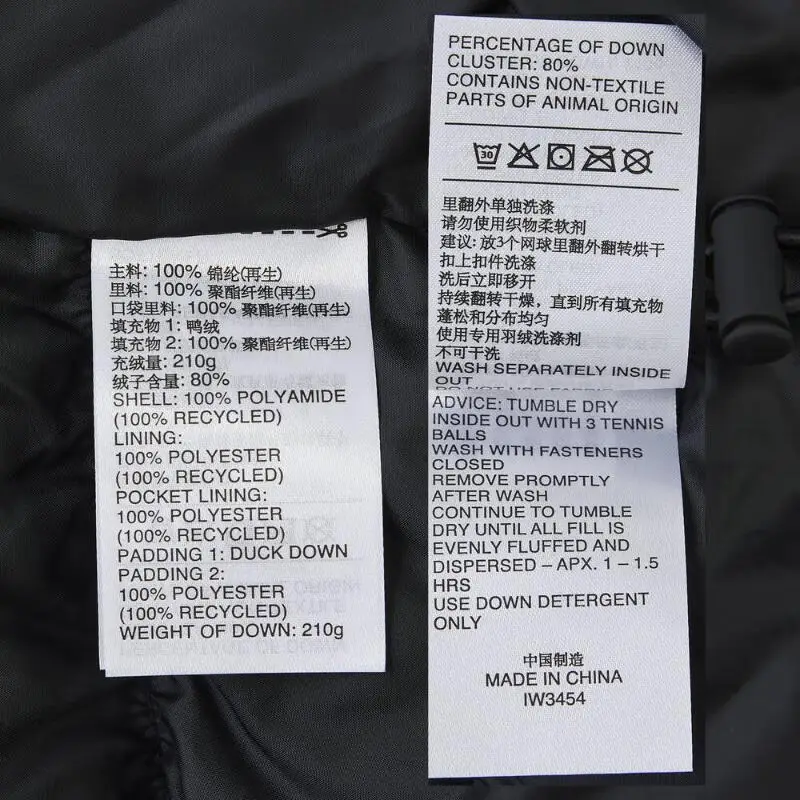 主料: 100% 锦纶(再生)
里料: 100% 聚酯纤维(再生)
口袋里料: 100% 聚酯纤维(再生)
填充物 1: 鸭绒
填充物 2: 100% 聚酯纤维(再生)
充绒量: 210g
绒子含量: 80%
SHELL: 100% POLYAMIDE
(100% RECYCLED)
LINING:
100% POLYESTER
(100% RECYCLED)
POCKET LINING:
100% POLYESTER
(100% RECYCLED)
PADDING 1: DUCK DOWN
PADDING 2:
100% POLYESTER
(100% RECYCLED)
WEIGHT OF DOWN: 210g
PERCENTAGE OF DOWN
CLUSTER: 80%
CONTAINS NON-TEXTILE
PARTS OF ANIMAL ORIGIN
30
里翻外单独洗涤
请勿使用织物柔软剂
建议: 放3个网球里翻外翻转烘干
扣上扣件洗涤
洗后立即移开
持续翻转干燥，直到所有填充物
蓬松和分布均匀
使用专用羽绒洗涤剂
不可干洗
WASH SEPARATELY INSIDE
OUT
ADVICE: TUMBLE DRY
INSIDE OUT WITH 3 TENNIS
BALLS
WASH WITH FASTENERS
CLOSED
REMOVE PROMPTLY
AFTER WASH
CONTINUE TO TUMBLE
DRY UNTIL ALL FILL IS
EVENLY FLUFFED AND
DISPERSED – APX. 1 – 1.5
HRS
USE DOWN DETERGENT
ONLY
中国制造
MADE IN CHINA
IW3454